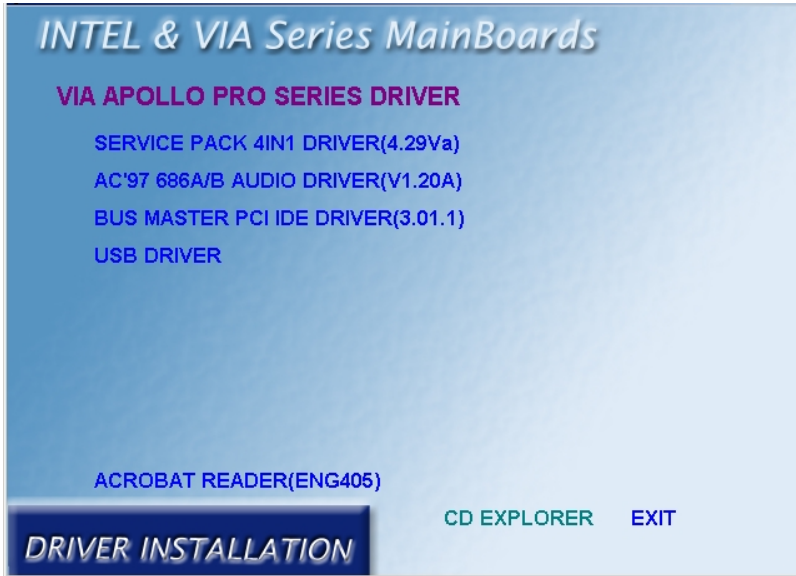 INTEL & VIA Series MainBoards
VIA APOLLO PRO SERIES DRIVER
SERVICE PACK 4IN1 DRIVER(4.29Va)
AC'97 686A/B AUDIO DRIVER(V1.20A)
BUS MASTER PCI IDE DRIVER(3.01.1)
USB DRIVER
ACROBAT READER(ENG405)
CD EXPLORER EXIT
DRIVER INSTALLATION